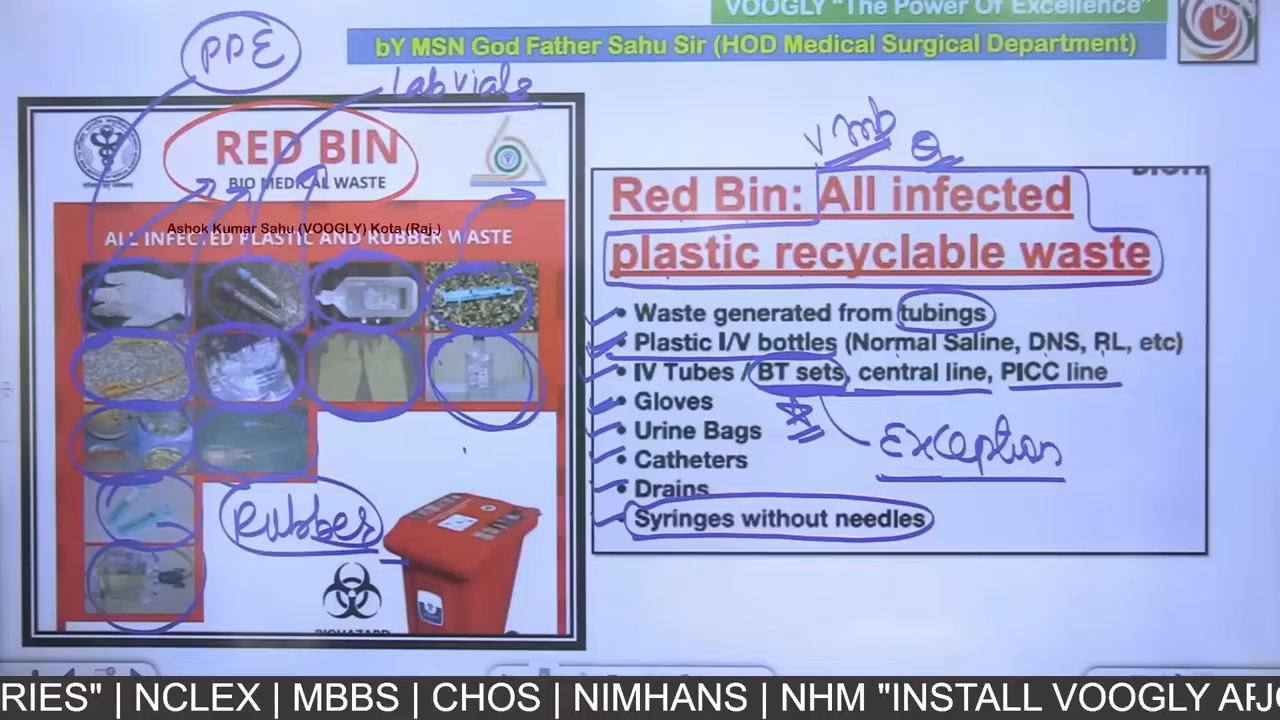 VOOGLY "The Power Of Excellence"
bY MSN God Father Sahu Sir (HOD Medical Surgical Department)
PPE
Lab vials
RED BIN
BIO MEDICAL WASTE
Ashok Kumar Sahu (VOOGLY) Kota (Raj.)
ALL INFECTED PLASTIC AND RUBBER WASTE
Rubber
BIOHAZARD
Red Bin: All infected
plastic recyclable waste
• Waste generated from tubings
• Plastic I/V bottles (Normal Saline, DNS, RL, etc)
• IV Tubes / BT sets, central line, PICC line
• Gloves
• Urine Bags
• Catheters
• Drains
• Syringes without needles
Exception
RIES" | NCLEX | MBBS | CHOS | NIMHANS | NHM "INSTALL VOOGLY AP